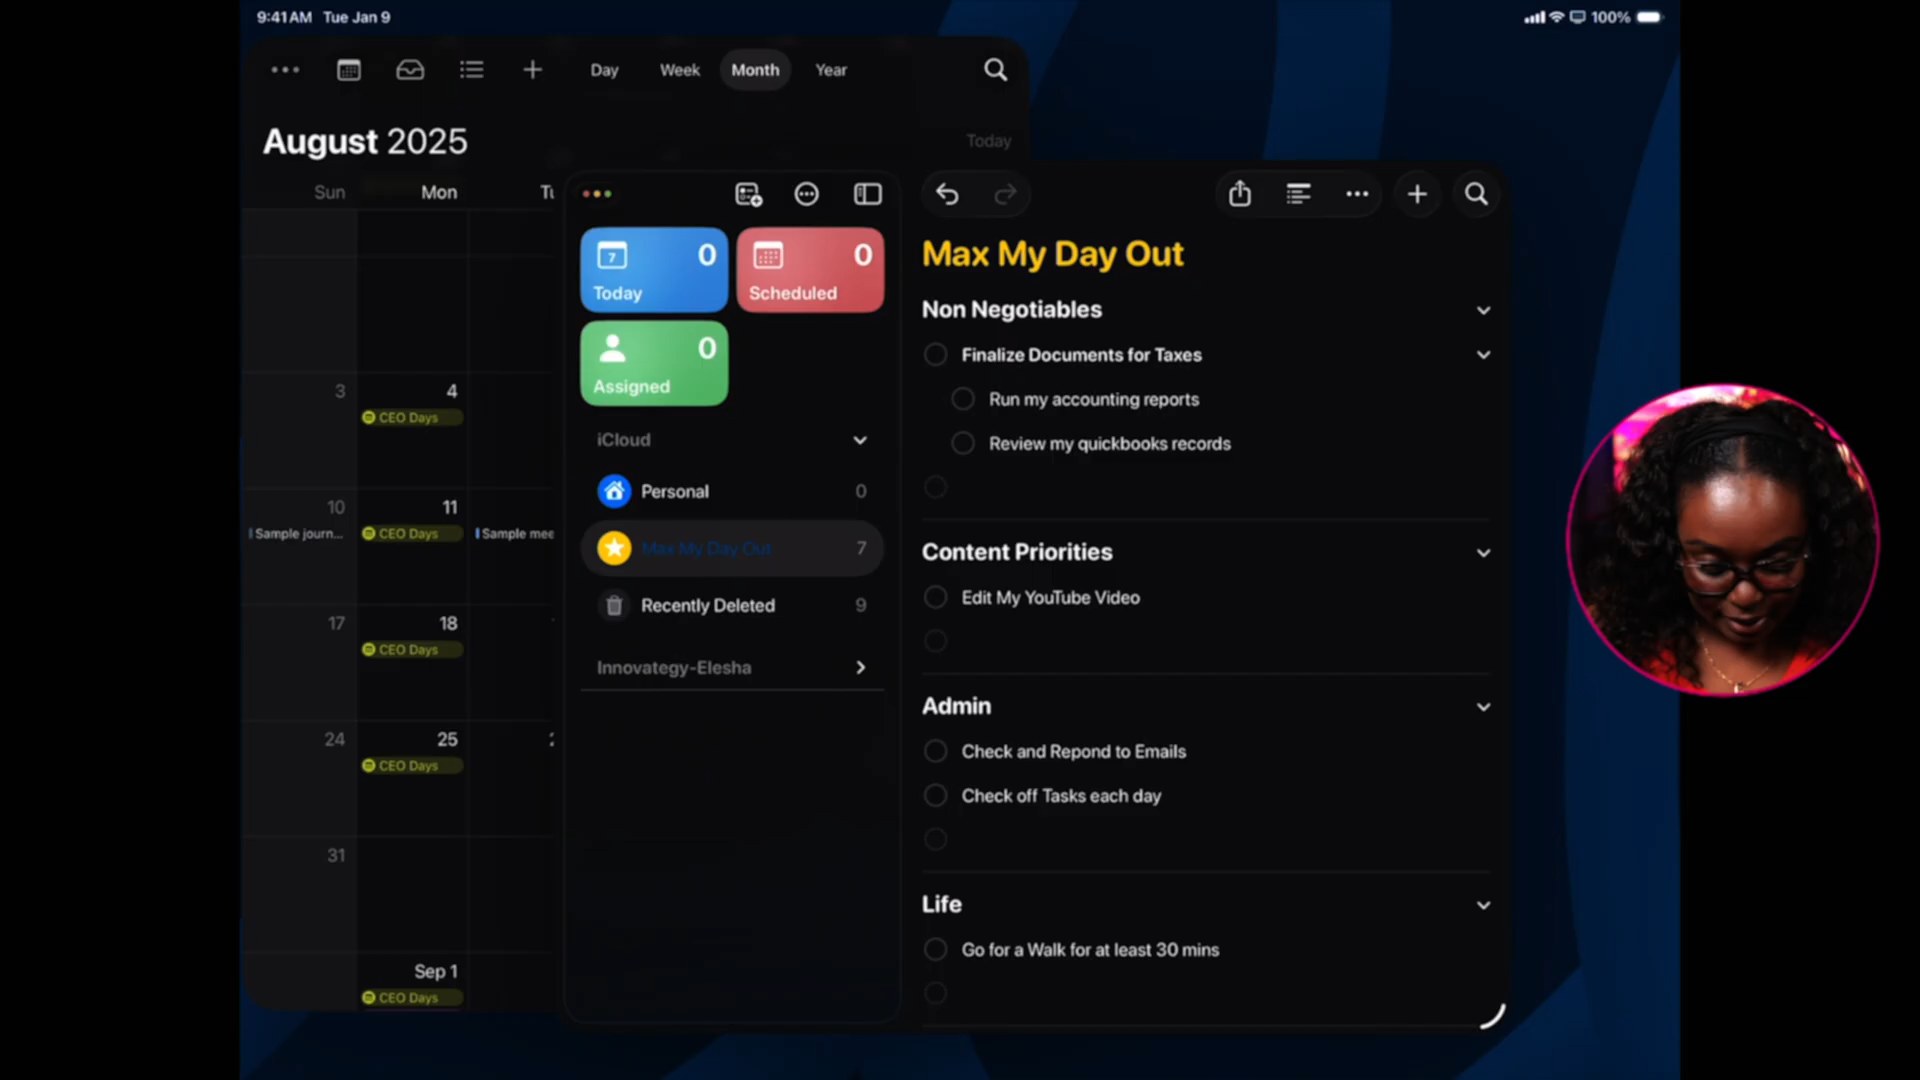 9:41 AM Tue Jan 9
100%
Day Week Month Year
August 2025
Today
Sun Mon
3 4
CEO Days
10 11
Sample journ... CEO Days Sample mee
17 18
CEO Days
24 25
CEO Days
31
Sep 1
CEO Days
7 0
Today
0
Scheduled
0
Assigned
iCloud
Personal 0
Max My Day Out 7
Recently Deleted 9
Innovategy-Elesha
Max My Day Out
Non Negotiables
Finalize Documents for Taxes
Run my accounting reports
Review my quickbooks records
Content Priorities
Edit My YouTube Video
Admin
Check and Repond to Emails
Check off Tasks each day
Life
Go for a Walk for at least 30 mins